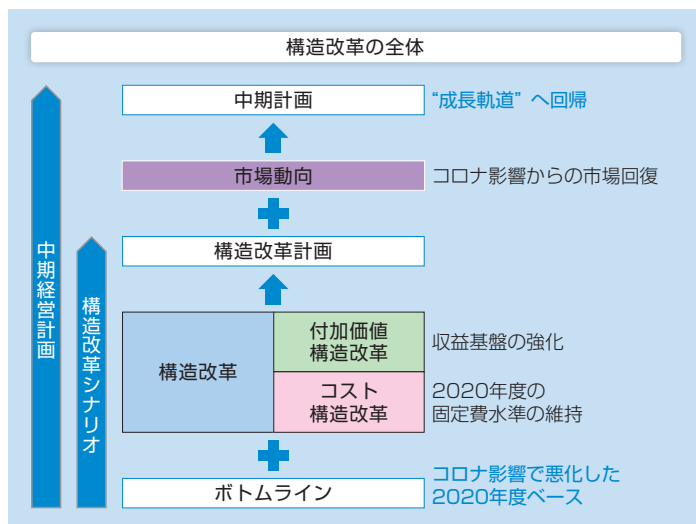 構造改革の全体
中期計画
“成長軌道”へ回帰
市場動向
コロナ影響からの市場回復
構造改革計画
構造改革
付加価値
構造改革
収益基盤の強化
コスト
構造改革
2020年度の
固定費水準の維持
ボトムライン
コロナ影響で悪化した
2020年度ベース
中期経営計画
構造改革シナリオ